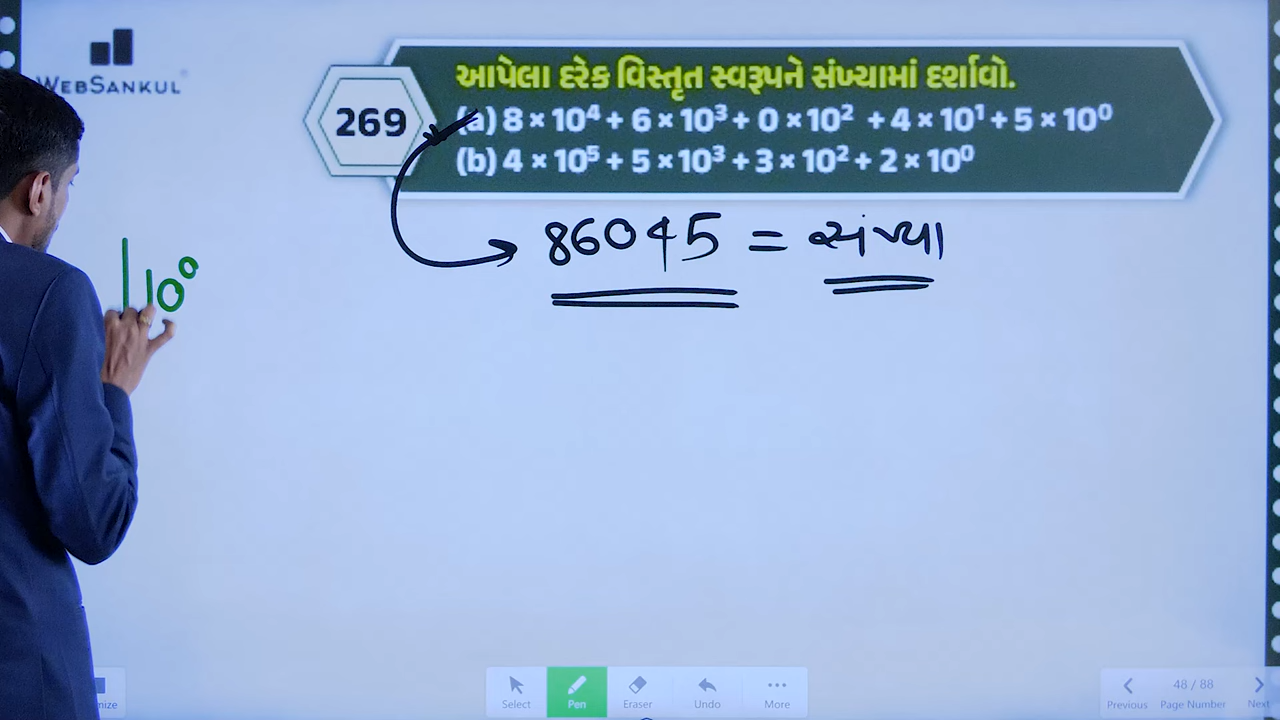 WEBSANKUL
269
આપેલા દરેક વિસ્તૃત સ્વરૂપને સંખ્યામાં દર્શાવો.
(a) 8 × 10⁴ + 6 × 10³ + 0 × 10² + 4 × 10¹ + 5 × 10⁰
(b) 4 × 10⁵ + 5 × 10³ + 3 × 10² + 2 × 10⁰
86045 = સંખ્યા
10⁰
Select Pen Eraser Undo More
48 / 88
Previous Page Number Next